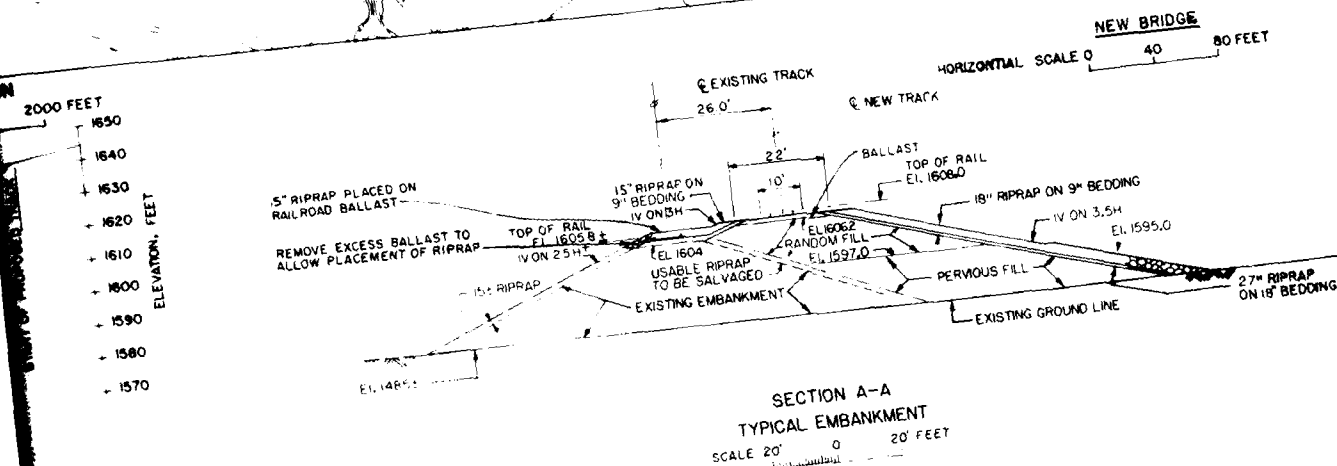 NEW BRIDGE
HORIZONTIAL SCALE 0 40 80 FEET
2000 FEET
1650
1640
1630
1620
1610
1600
1590
1580
1570
ELEVATION, FEET
℄ EXISTING TRACK
26.0'
℄ NEW TRACK
22'
10'
BALLAST
TOP OF RAIL
El. 1608.0
.5" RIPRAP PLACED ON
RAILROAD BALLAST
15" RIPRAP ON
9" BEDDING
1V ON 3H
18" RIPRAP ON 9" BEDDING
1V ON 3.5H
El. 1595.0
REMOVE EXCESS BALLAST TO
ALLOW PLACEMENT OF RIPRAP
TOP OF RAIL
El. 1605.8±
1V ON 2.5H±
EL 1604
USABLE RIPRAP
TO BE SALVAGED
EL 1606.2
RANDOM FILL
El. 1597.0
PERVIOUS FILL
15± RIPRAP
EXISTING EMBANKMENT
EXISTING GROUND LINE
27" RIPRAP
ON 18" BEDDING
El. 1485±
SECTION A-A
TYPICAL EMBANKMENT
SCALE 20' 0 20' FEET